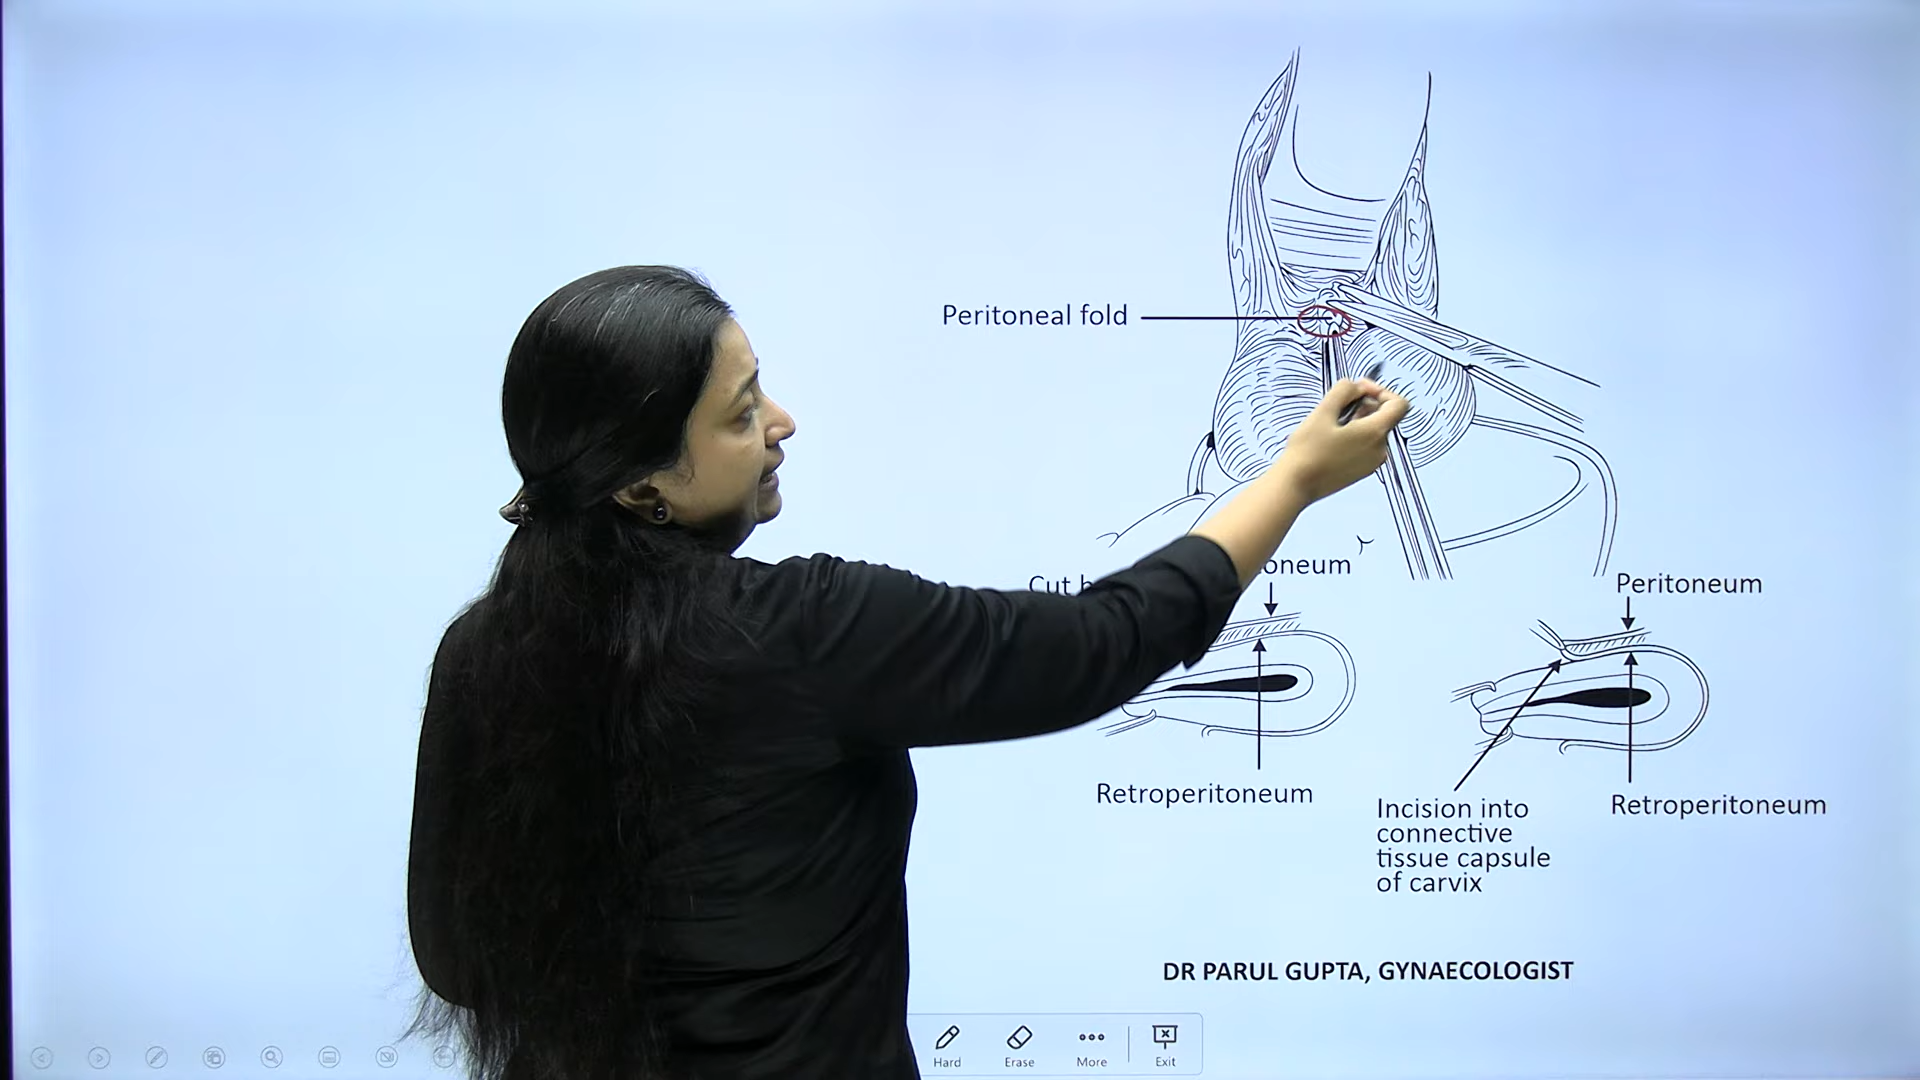 Peritoneal fold
Cut
Peritoneum
Retroperitoneum
Incision into
connective
tissue capsule
of carvix
Retroperitoneum
DR PARUL GUPTA, GYNAECOLOGIST
Hard
Erase
More
Exit